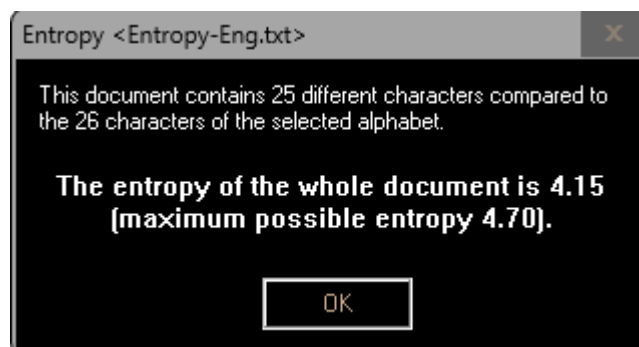 Entropy <Entropy-Eng.txt>
x
This document contains 25 different characters compared to
the 26 characters of the selected alphabet.
The entropy of the whole document is 4.15
(maximum possible entropy 4.70).
OK